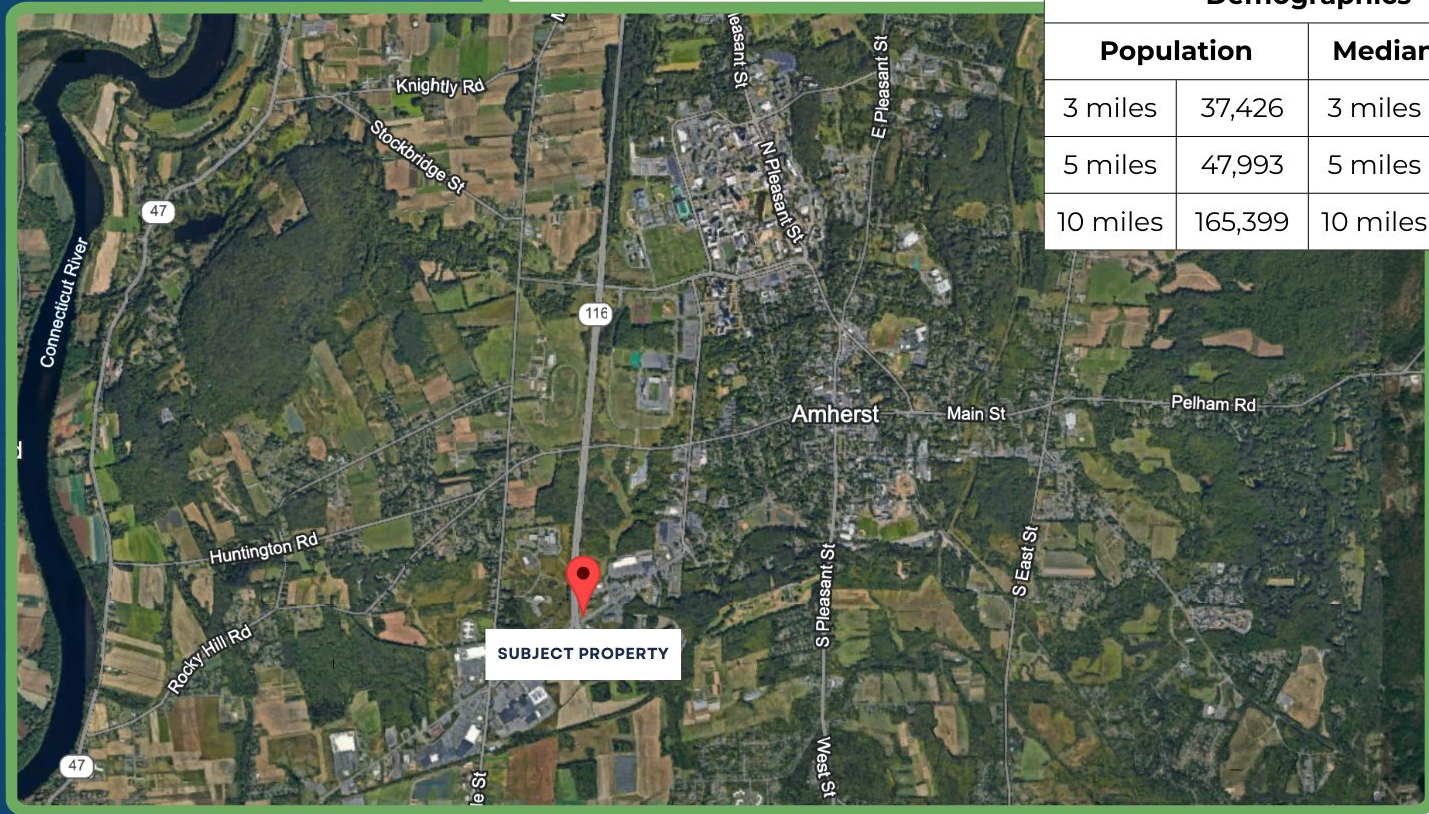 Demographics
Population
Median
3 miles
37,426
3 miles
5 miles
47,993
5 miles
10 miles
165,399
10 miles
Knightly Rd
Stockbridge St
47
Connecticut River
N Pleasant St
E Pleasant St
116
Amherst
Main St
Pelham Rd
Huntington Rd
Rocky Hill Rd
S Pleasant St
S East St
SUBJECT PROPERTY
West St
47